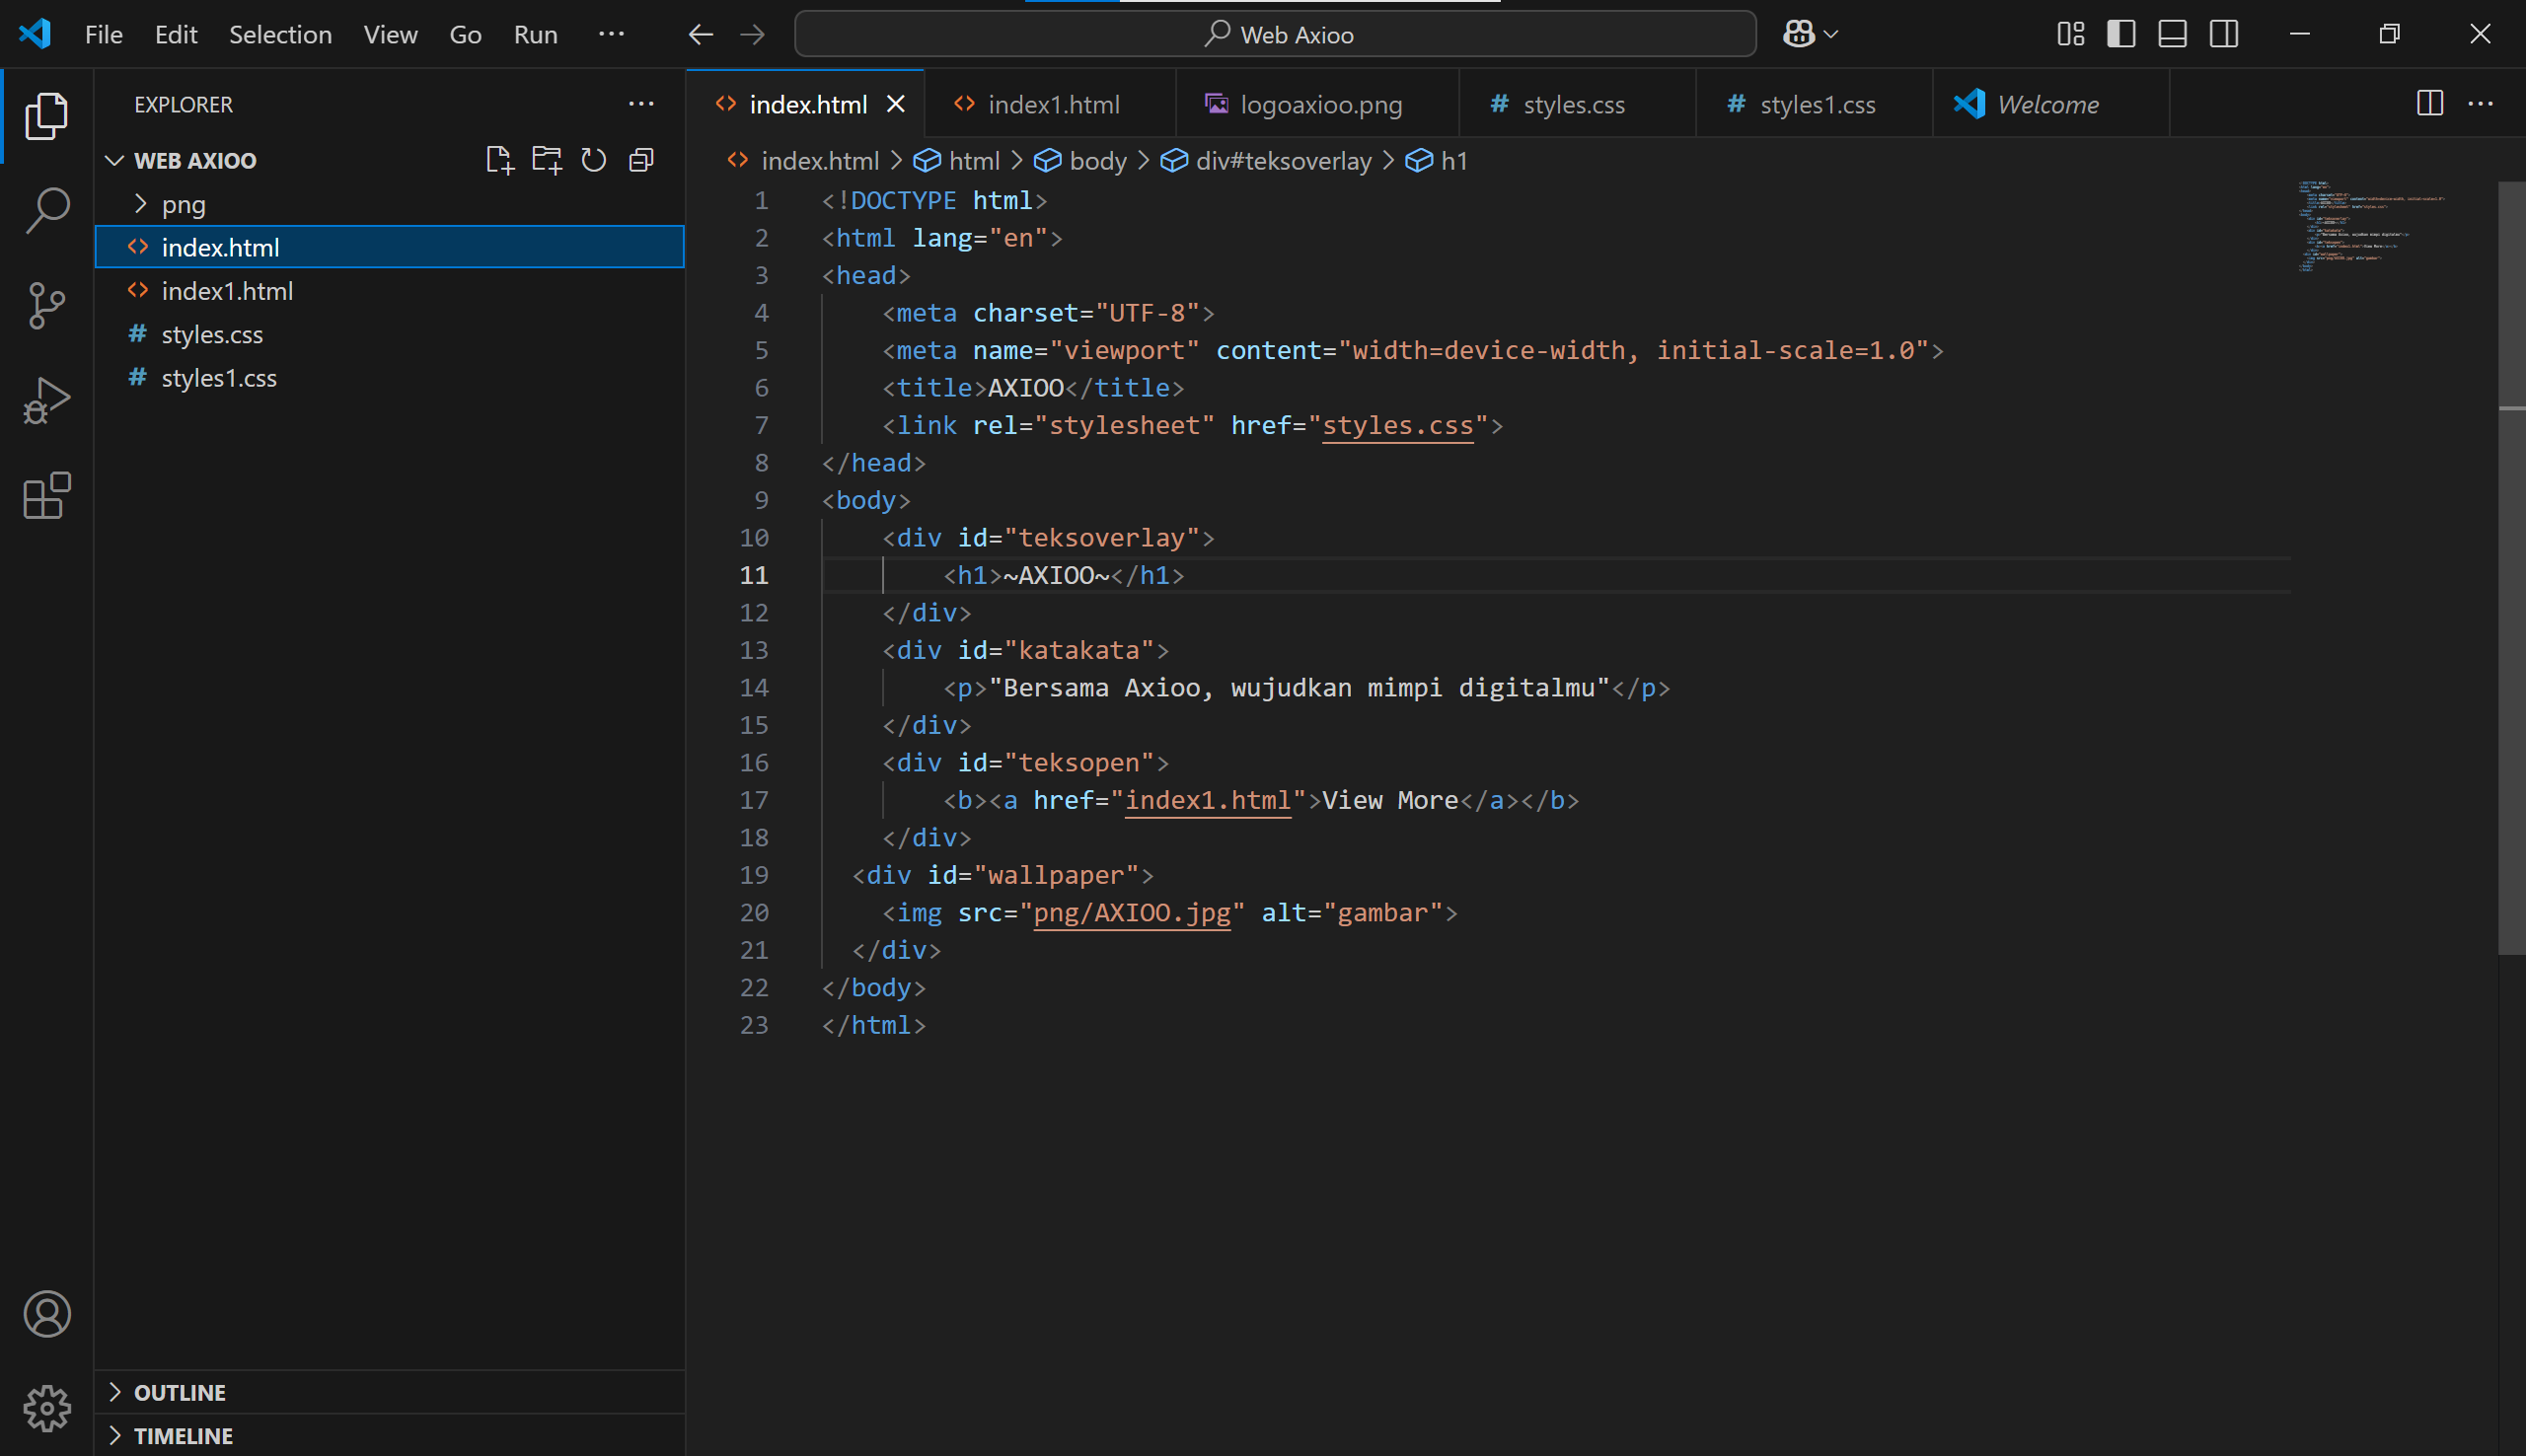 File Edit Selection View Go Run ··· Web Axioo
EXPLORER ···
WEB AXIOO
png
index.html
index1.html
styles.css
styles1.css
OUTLINE
TIMELINE
index.html index1.html logoaxioo.png styles.css styles1.css Welcome
index.html > html > body > div#teksoverlay > h1
1 <!DOCTYPE html>
2 <html lang="en">
3 <head>
4 <meta charset="UTF-8">
5 <meta name="viewport" content="width=device-width, initial-scale=1.0">
6 <title>AXIOO</title>
7 <link rel="stylesheet" href="styles.css">
8 </head>
9 <body>
10 <div id="teksoverlay">
11 <h1>~AXIOO~</h1>
12 </div>
13 <div id="katakata">
14 <p>"Bersama Axioo, wujudkan mimpi digitalmu"</p>
15 </div>
16 <div id="teksopen">
17 <b><a href="index1.html">View More</a></b>
18 </div>
19 <div id="wallpaper">
20 <img src="png/AXIOO.jpg" alt="gambar">
21 </div>
22 </body>
23 </html>